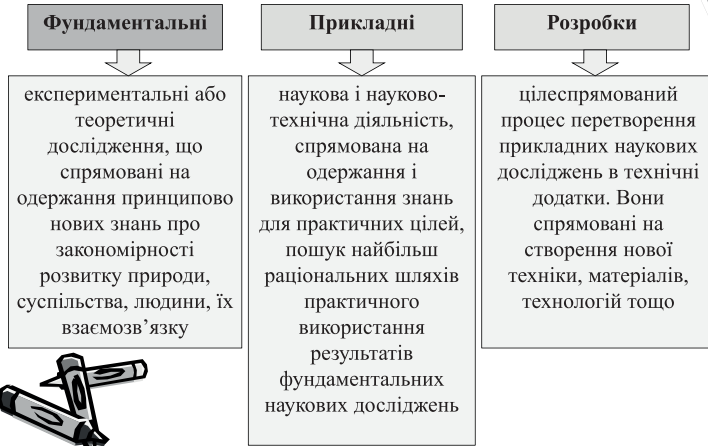 Фундаментальні
експериментальні або
теоретичні
дослідження, що
спрямовані на
одержання принципово
нових знань про
закономірності
розвитку природи,
суспільства, людини, їх
взаємозв’язку
Прикладні
наукова і науково-
технічна діяльність,
спрямована на
одержання і
використання знань
для практичних цілей,
пошук найбільш
раціональних шляхів
практичного
використання
результатів
фундаментальних
наукових досліджень
Розробки
цілеспрямований
процес перетворення
прикладних наукових
досліджень в технічні
додатки. Вони
спрямовані на
створення нової
техніки, матеріалів,
технологій тощо